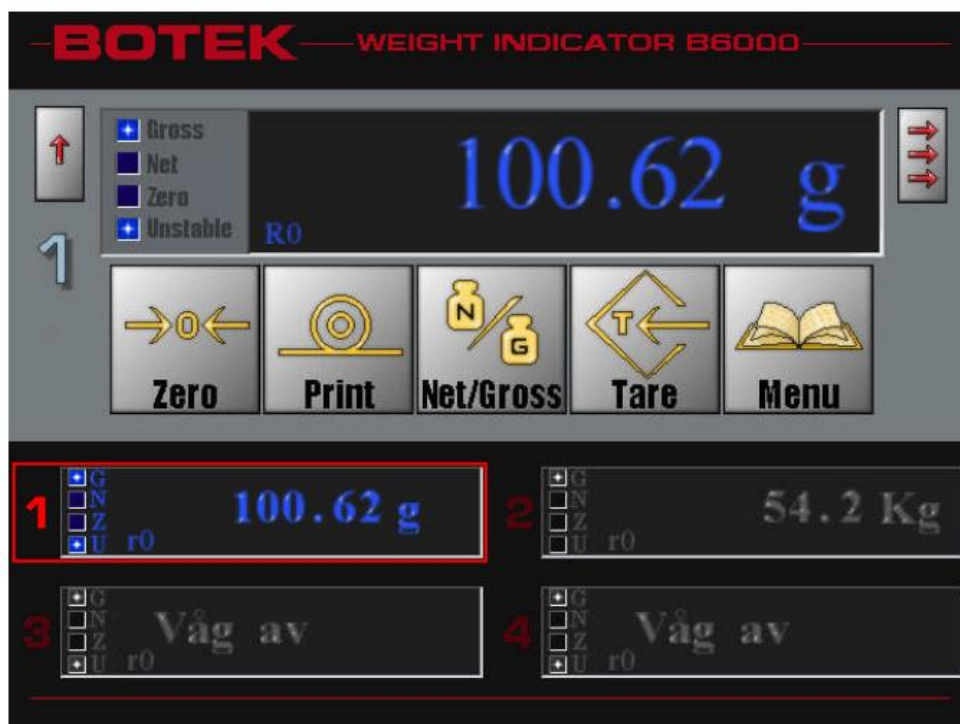 BOTEK WEIGHT INDICATOR B6000
Gross
Net
Zero
Unstable
100.62 g
R0
1
0
N
G
T
Zero
Print
Net/Gross
Tare
Menu
1
G
N
Z
U
r0
100.62 g
2
G
N
Z
U
r0
54.2 Kg
3
G
N
Z
U
r0
Våg av
4
G
N
Z
U
r0
Våg av